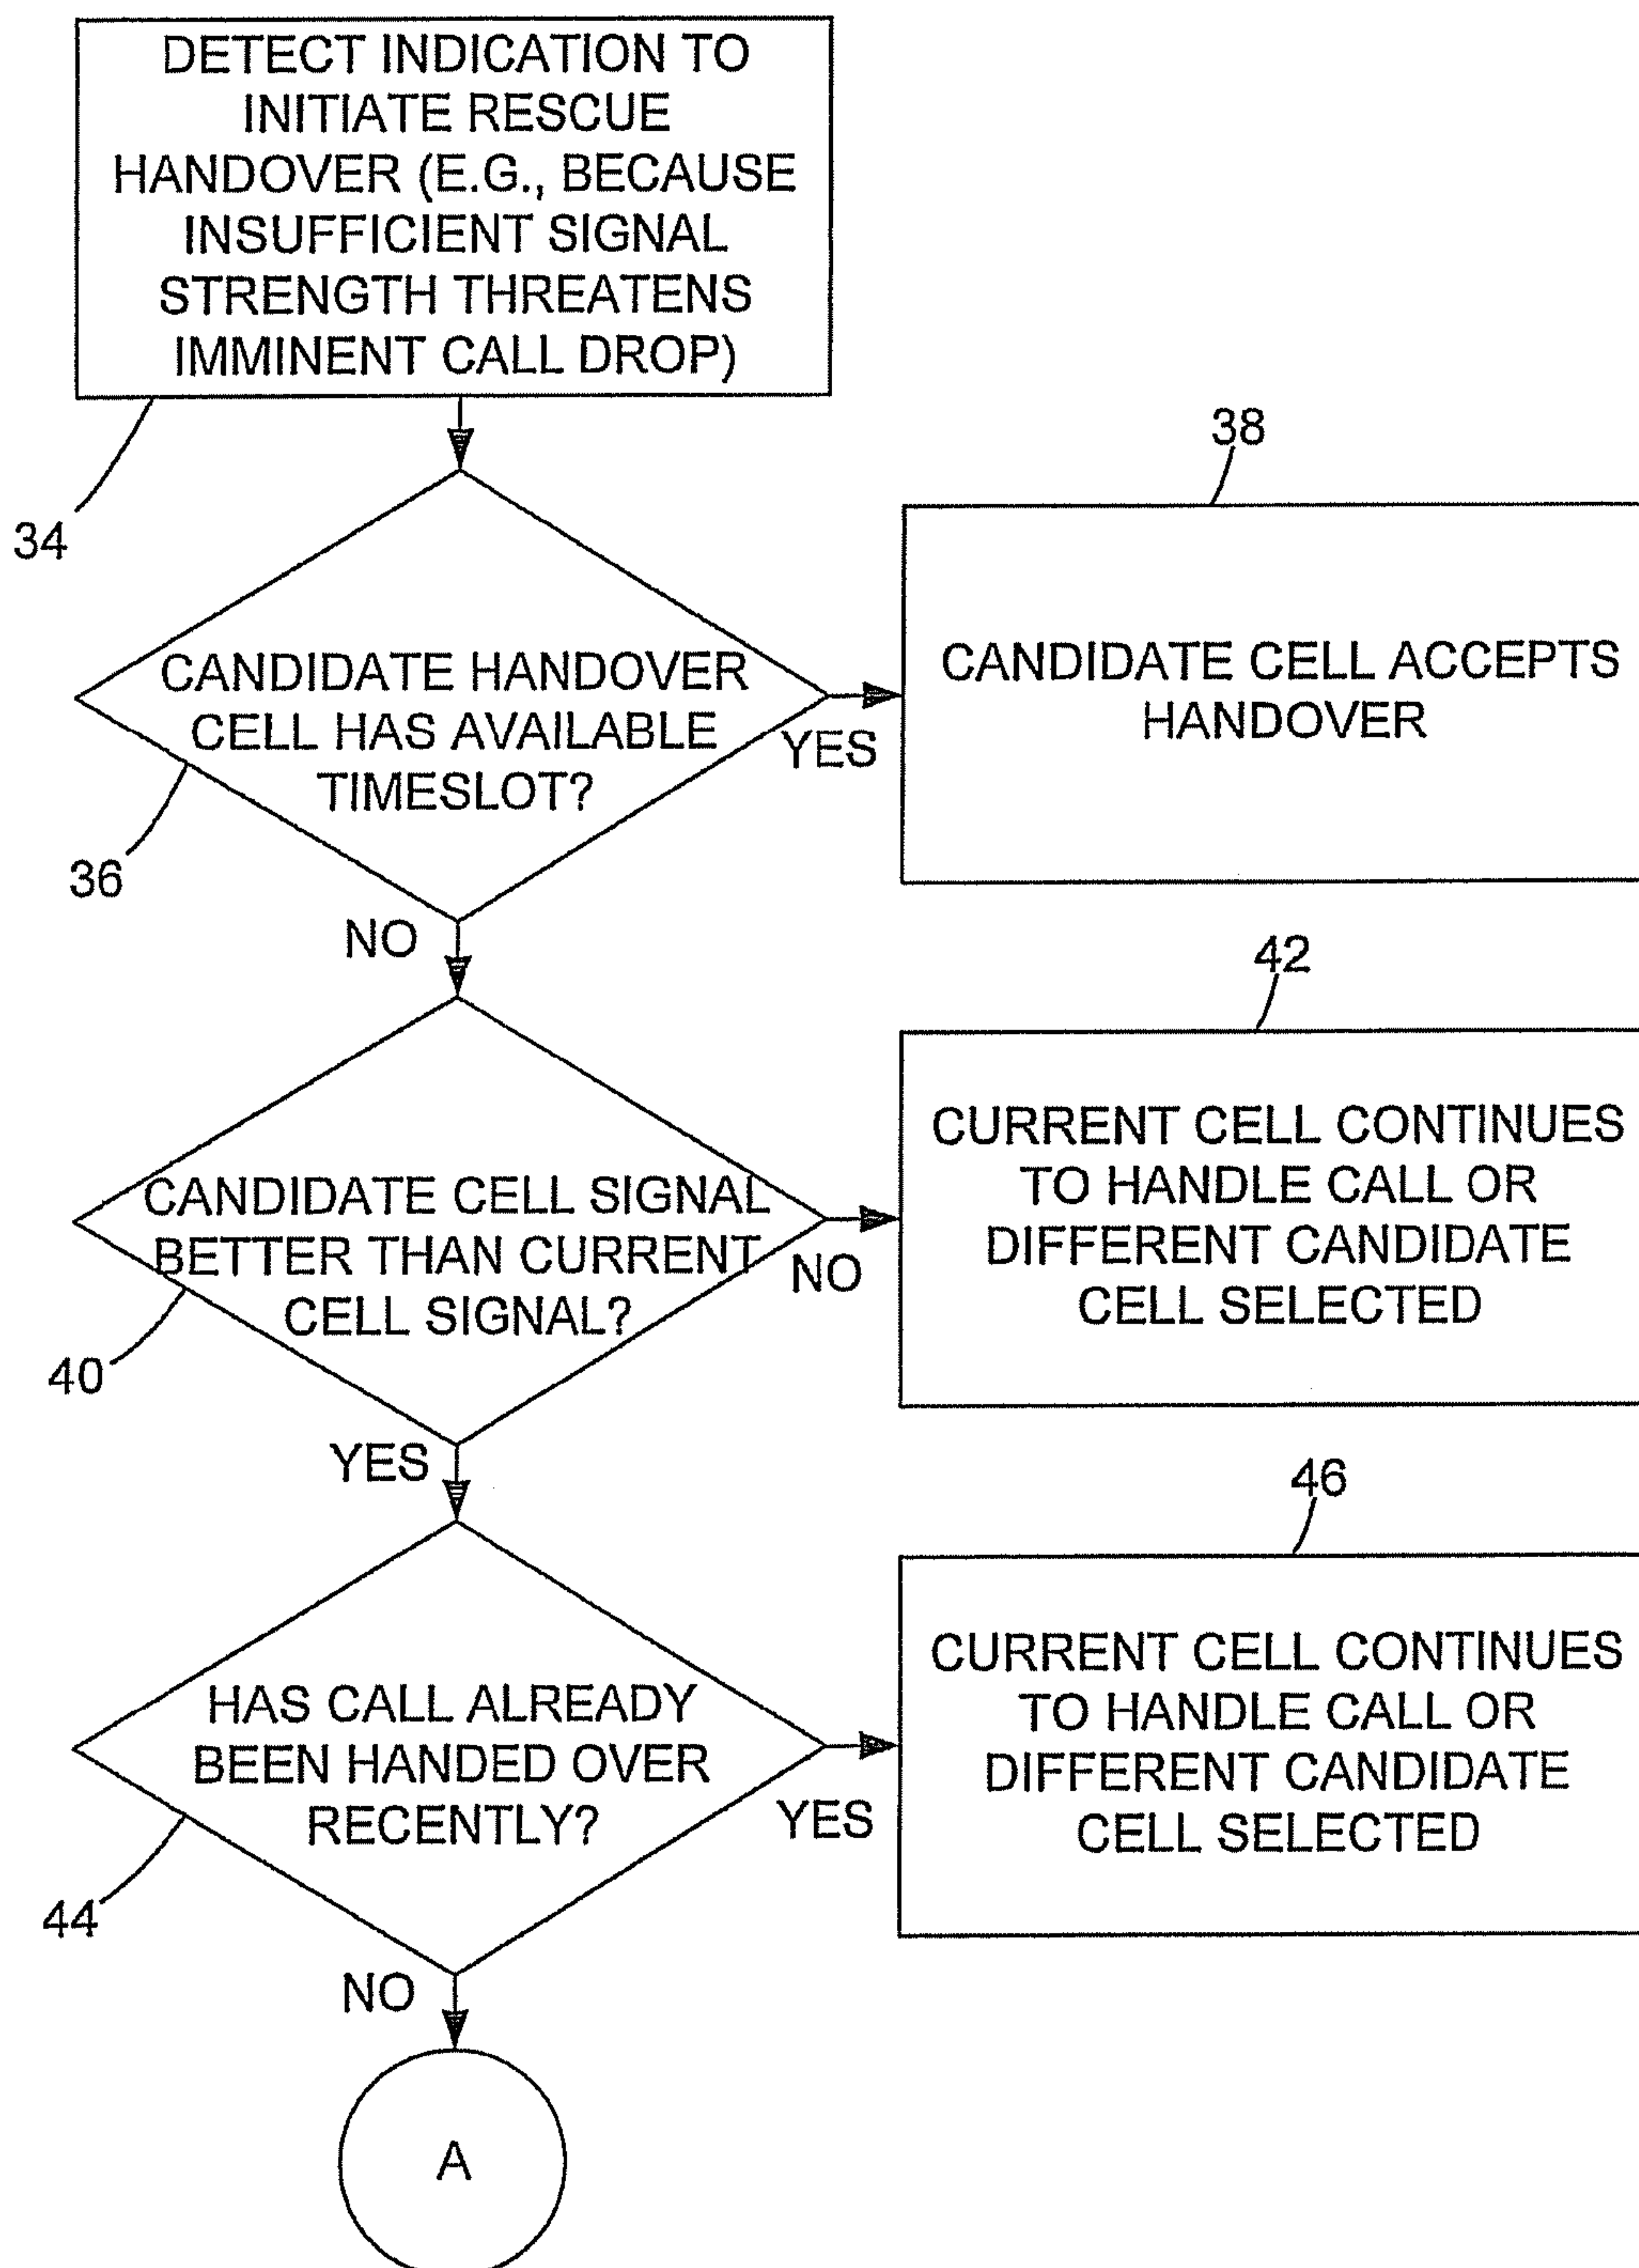 DETECT INDICATION TO
INITIATE RESCUE
HANDOVER (E.G., BECAUSE
INSUFFICIENT SIGNAL
STRENGTH THREATENS
IMMINENT CALL DROP)
34
38
CANDIDATE HANDOVER
CELL HAS AVAILABLE
TIMESLOT?
YES
CANDIDATE CELL ACCEPTS
HANDOVER
36
NO
42
CANDIDATE CELL SIGNAL
BETTER THAN CURRENT
CELL SIGNAL?
NO
CURRENT CELL CONTINUES
TO HANDLE CALL OR
DIFFERENT CANDIDATE
CELL SELECTED
40
YES
46
HAS CALL ALREADY
BEEN HANDED OVER
RECENTLY?
YES
CURRENT CELL CONTINUES
TO HANDLE CALL OR
DIFFERENT CANDIDATE
CELL SELECTED
44
NO
A